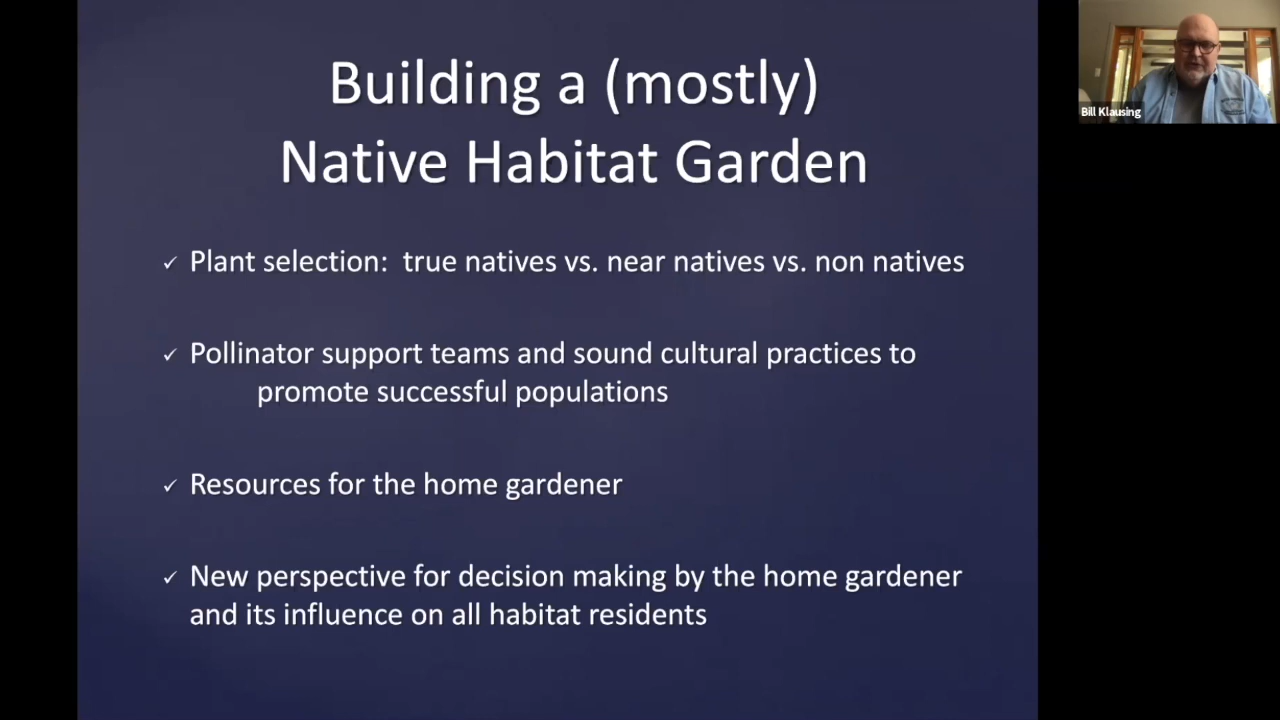 Building a (mostly)
Native Habitat Garden
✓ Plant selection:  true natives vs. near natives vs. non natives
✓ Pollinator support teams and sound cultural practices to
promote successful populations
✓ Resources for the home gardener
✓ New perspective for decision making by the home gardener
and its influence on all habitat residents
Bill Klausing